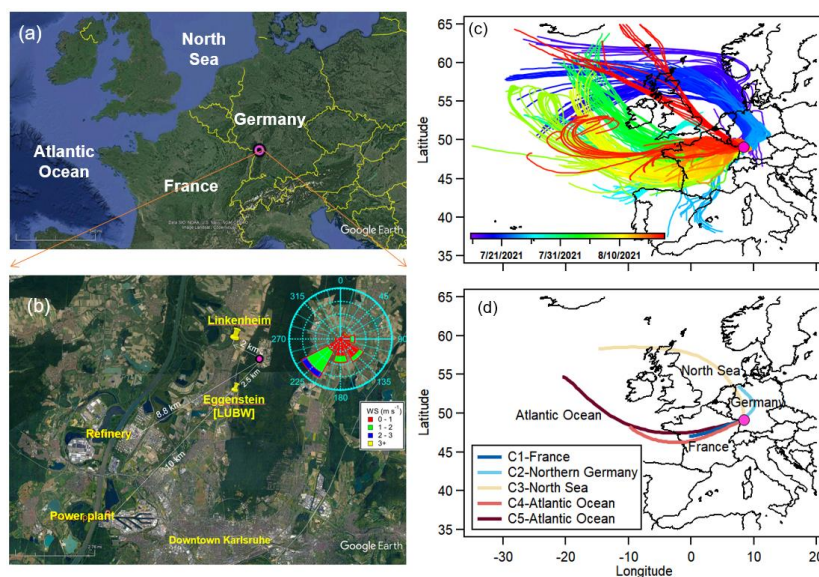 (a)
North
Sea
Germany
Atlantic
Ocean
France
Google Earth
(b)
Linkenheim
2 km
2.5 km
Eggenstein
[LUBW]
8.8 km
Refinery
10 km
Power plant
Downtown Karlsruhe
Google Earth
0
45
90
135
180
225
315
WS (m s⁻¹)
0 - 1
1 - 2
2 - 3
3+
(c)
Latitude
65
60
55
50
45
40
35
7/21/2021
7/31/2021
8/10/2021
(d)
Latitude
65
60
55
50
45
40
35
North Sea
Germany
Atlantic Ocean
France
C1-France
C2-Northern Germany
C3-North Sea
C4-Atlantic Ocean
C5-Atlantic Ocean
-30
-20
-10
0
10
20
Longitude